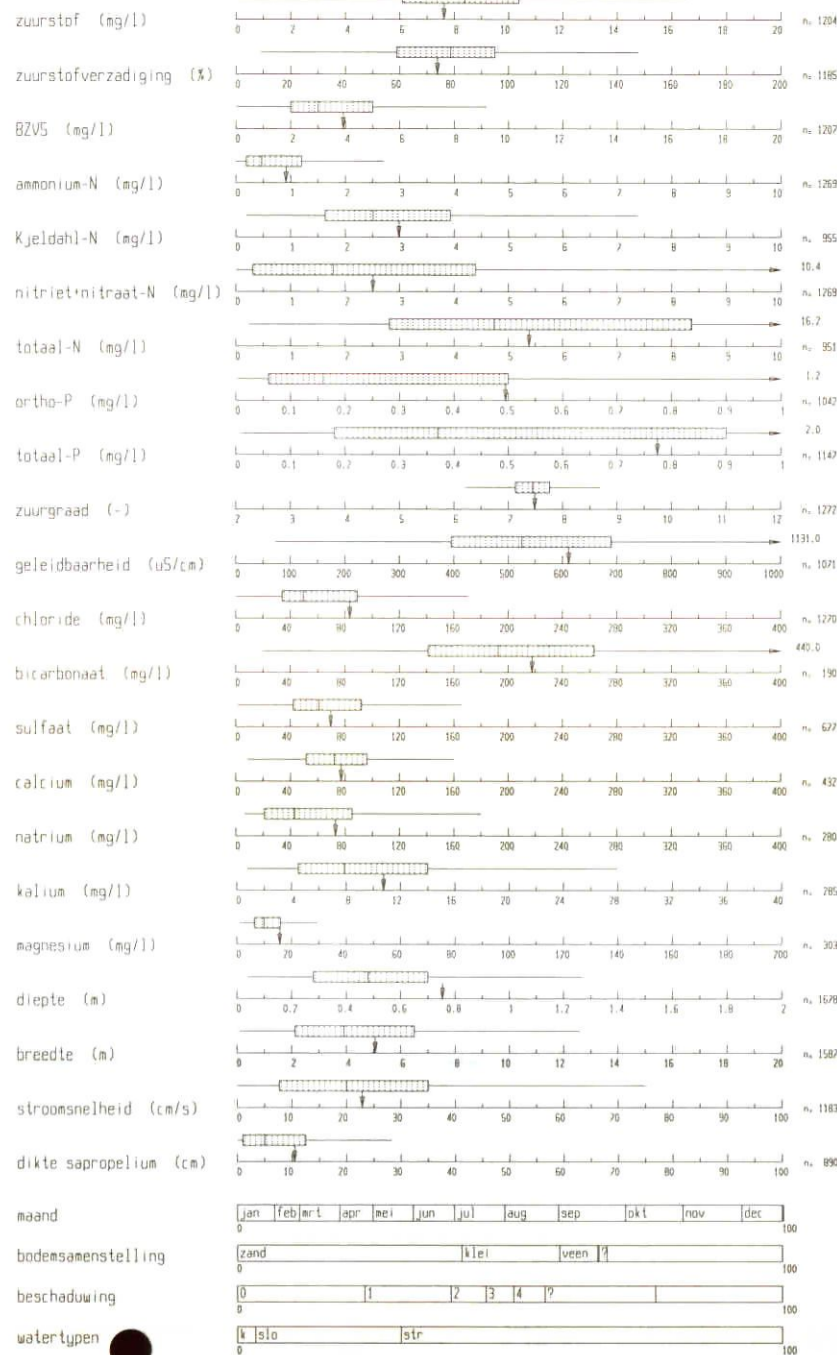 zuurstof (mg/l) 0 2 4 6 8 10 12 14 16 18 20 n= 1204
zuurstofverzadiging (%) 0 20 40 60 80 100 120 140 160 180 200 n= 1185
BZV5 (mg/l) 0 2 4 6 8 10 12 14 16 18 20 n= 1207
ammonium-N (mg/l) 0 1 2 3 4 5 6 7 8 9 10 n= 1269
Kjeldahl-N (mg/l) 0 1 2 3 4 5 6 7 8 9 10 n= 955
10.4
nitriet+nitraat-N (mg/l) 0 1 2 3 4 5 6 7 8 9 10 n= 1269
16.7
totaal-N (mg/l) 0 1 2 3 4 5 6 7 8 9 10 n= 951
1.2
ortho-P (mg/l) 0 0.1 0.2 0.3 0.4 0.5 0.6 0.7 0.8 0.9 1 n= 1042
2.0
totaal-P (mg/l) 0 0.1 0.2 0.3 0.4 0.5 0.6 0.7 0.8 0.9 1 n= 1147
zuurgraad (-) 2 3 4 5 6 7 8 9 10 11 12 n= 1272
1131.0
geleidbaarheid (uS/cm) 0 100 200 300 400 500 600 700 800 900 1000 n= 1071
chloride (mg/l) 0 40 80 120 160 200 240 280 320 360 400 n= 1270
440.0
bicarbonaat (mg/l) 0 40 80 120 160 200 240 280 320 360 400 n= 190
sulfaat (mg/l) 0 40 80 120 160 200 240 280 320 360 400 n= 677
calcium (mg/l) 0 40 80 120 160 200 240 280 320 360 400 n= 432
natrium (mg/l) 0 40 80 120 160 200 240 280 320 360 400 n= 280
kalium (mg/l) 0 4 8 12 16 20 24 28 32 36 40 n= 285
magnesium (mg/l) 0 20 40 60 80 100 120 140 160 180 200 n= 303
diepte (m) 0 0.2 0.4 0.6 0.8 1 1.2 1.4 1.6 1.8 2 n= 1678
breedte (m) 0 2 4 6 8 10 12 14 16 18 20 n= 1587
stroomsnelheid (cm/s) 0 10 20 30 40 50 60 70 80 90 100 n= 1183
dikte sapropelium (cm) 0 10 20 30 40 50 60 70 80 90 100 n= 890
maand jan feb mrt apr mei jun jul aug sep okt nov dec
0 100
bodemsamenstelling zand klei veen ?
0 100
beschaduwing 0 1 2 3 4 ?
0 100
watertypen k slo str
0 100